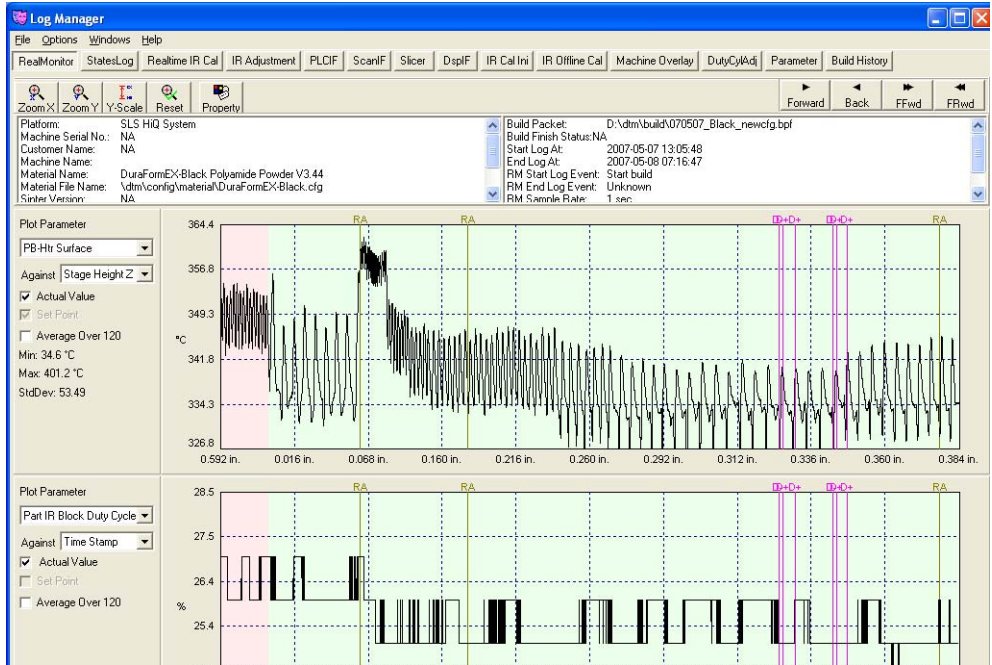 Log Manager
File Options Windows Help
RealMonitor StatesLog Realtime IR Cal IR Adjustment PLCIF ScanIF Slicer DspIF IR Cal Ini IR Offline Cal Machine Overlay DutyCylAdj Parameter Build History
Zoom X Zoom Y Y-Scale Reset Property Forward Back FFwd FRwd
Platform: SLS HiQ System
Machine Serial No.: NA
Customer Name: NA
Machine Name:
Material Name: DuraFormEX-Black Polyamide Powder V3.44
Material File Name: \dtm\config\material\DuraFormEX-Black.cfg
Sinter Version: NA
Build Packet: D:\dtm\build\070507_Black_newcfg.bpf
Build Finish Status:NA
Start Log At: 2007-05-07 13:05:48
End Log At: 2007-05-08 07:16:47
RM Start Log Event: Start build
RM End Log Event: Unknown
RM Sample Rate: 1 sec
Plot Parameter
PB-Htr Surface
Against Stage Height Z
Actual Value
Set Point
Average Over 120
Min: 34.6 °C
Max: 401.2 °C
StdDev: 53.49
RA RA D+D+ D+D+ RA
364.4
356.8
349.3
°C
341.8
334.3
326.8
0.592 in. 0.016 in. 0.068 in. 0.160 in. 0.216 in. 0.260 in. 0.292 in. 0.312 in. 0.336 in. 0.360 in. 0.384 in.
Plot Parameter
Part IR Block Duty Cycle
Against Time Stamp
Actual Value
Set Point
Average Over 120
RA RA D+D+ D+D+ RA
28.5
27.5
26.4
%
25.4